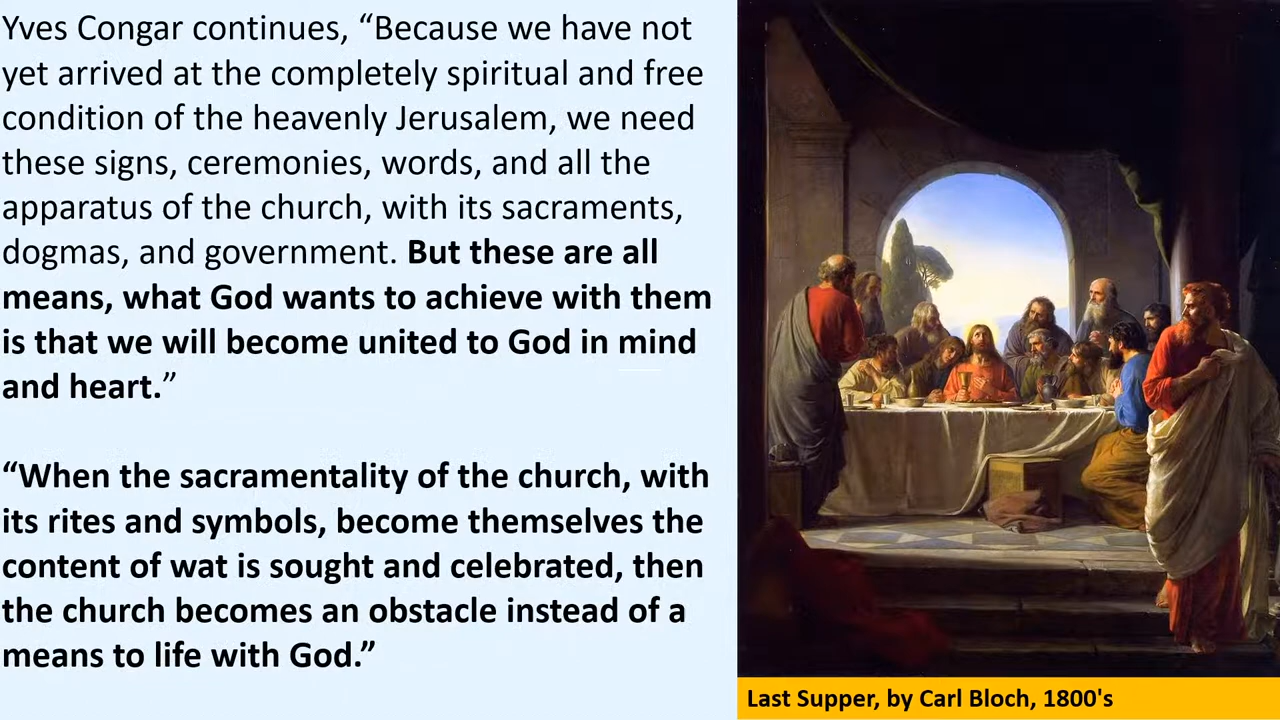 Yves Congar continues, “Because we have not
yet arrived at the completely spiritual and free
condition of the heavenly Jerusalem, we need
these signs, ceremonies, words, and all the
apparatus of the church, with its sacraments,
dogmas, and government. But these are all
means, what God wants to achieve with them
is that we will become united to God in mind
and heart.”
“When the sacramentality of the church, with
its rites and symbols, become themselves the
content of wat is sought and celebrated, then
the church becomes an obstacle instead of a
means to life with God.”
Last Supper, by Carl Bloch, 1800's